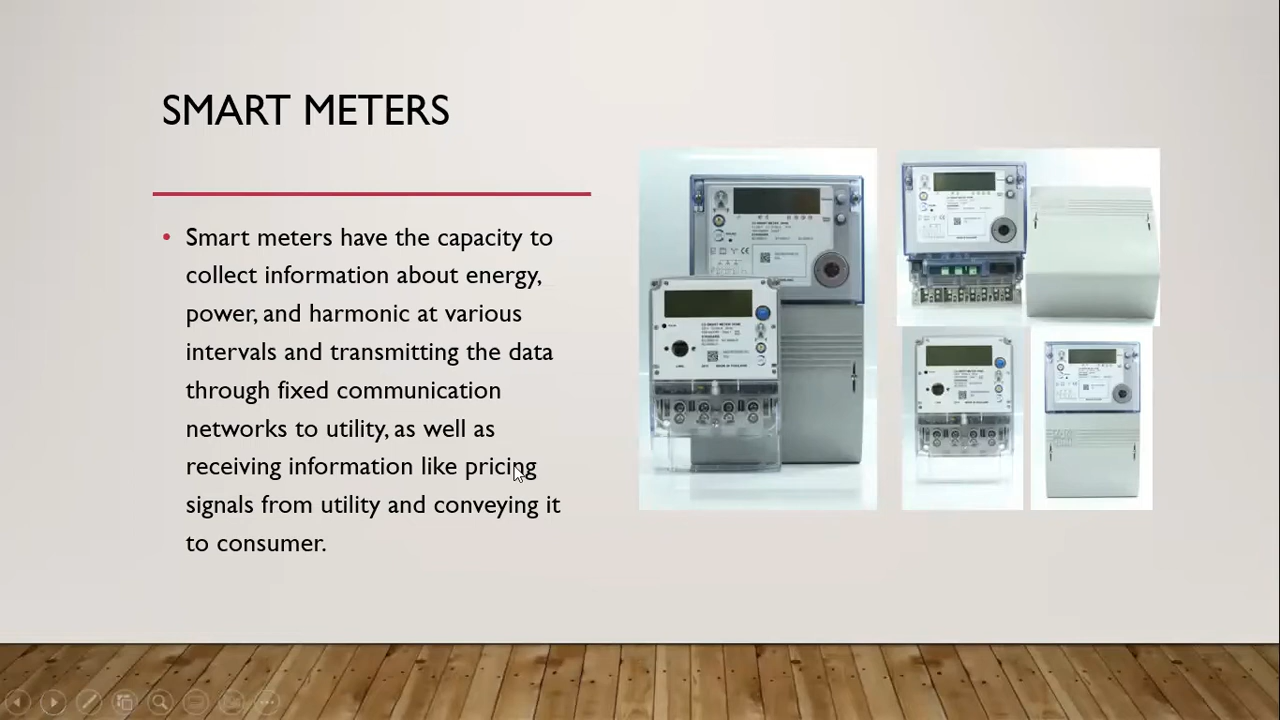 SMART METERS
• Smart meters have the capacity to
collect information about energy,
power, and harmonic at various
intervals and transmitting the data
through fixed communication
networks to utility, as well as
receiving information like pricing
signals from utility and conveying it
to consumer.